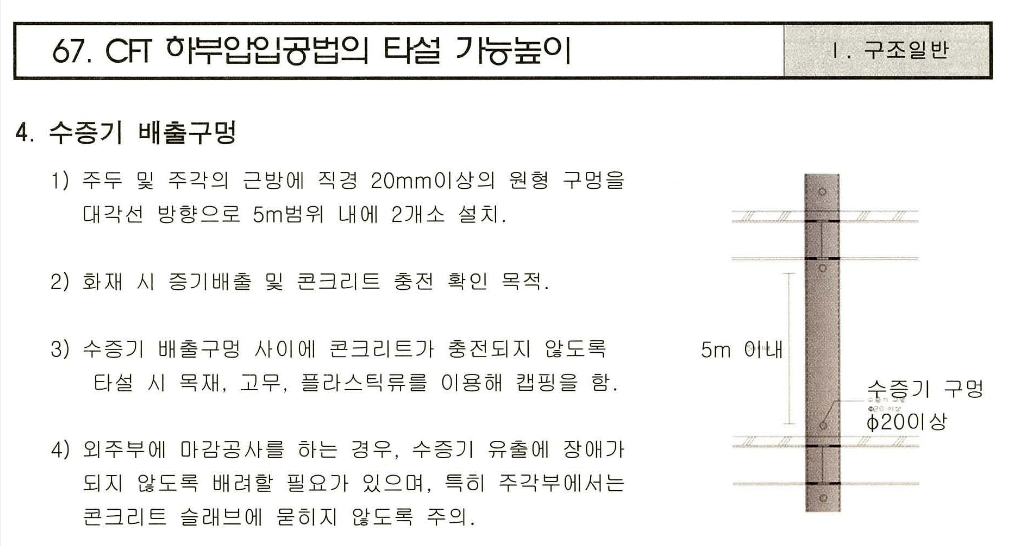 67. CFT 하부압입공법의 타설 가능높이
I. 구조일반
4. 수증기 배출구멍
1) 주두 및 주각의 근방에 직경 20mm이상의 원형 구멍을
대각선 방향으로 5m범위 내에 2개소 설치.
2) 화재 시 증기배출 및 콘크리트 충전 확인 목적.
3) 수증기 배출구멍 사이에 콘크리트가 충전되지 않도록
타설 시 목재, 고무, 플라스틱류를 이용해 캡핑을 함.
4) 외주부에 마감공사를 하는 경우, 수증기 유출에 장애가
되지 않도록 배려할 필요가 있으며, 특히 주각부에서는
콘크리트 슬래브에 묻히지 않도록 주의.
5m 이내
수증기 구멍
ϕ20이상